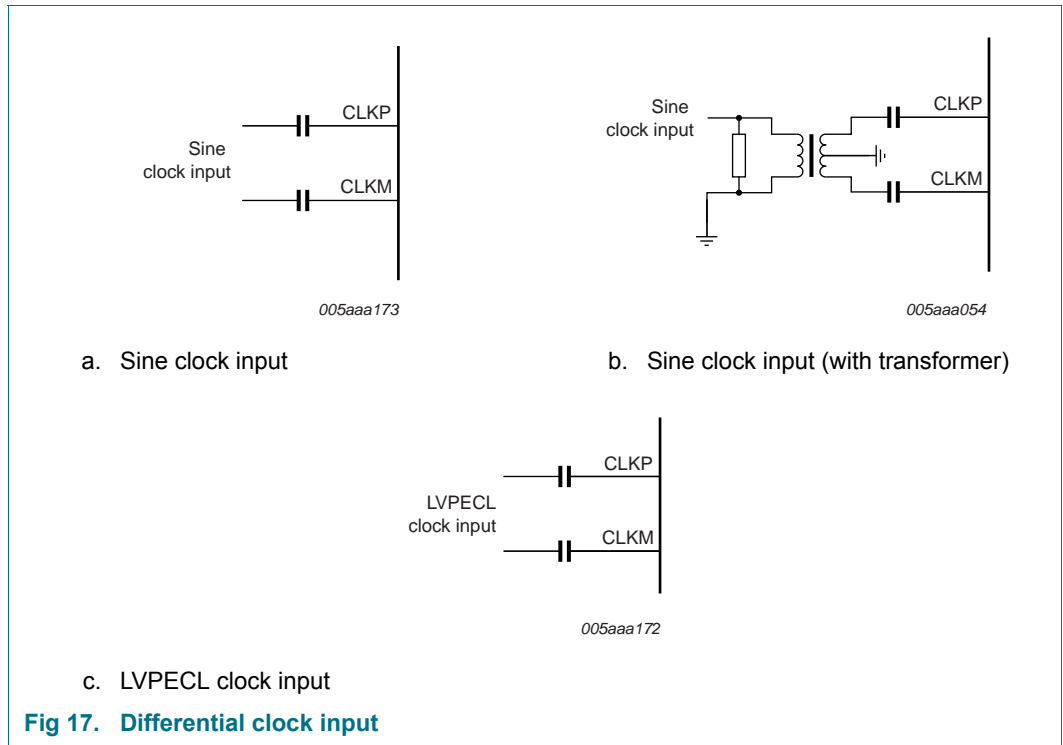 CLKP
Sine
clock input
CLKM
005aaa173
a. Sine clock input
Sine
clock input
CLKP
CLKM
005aaa054
b. Sine clock input (with transformer)
CLKP
LVPECL
clock input
CLKM
005aaa172
c. LVPECL clock input
Fig 17. Differential clock input